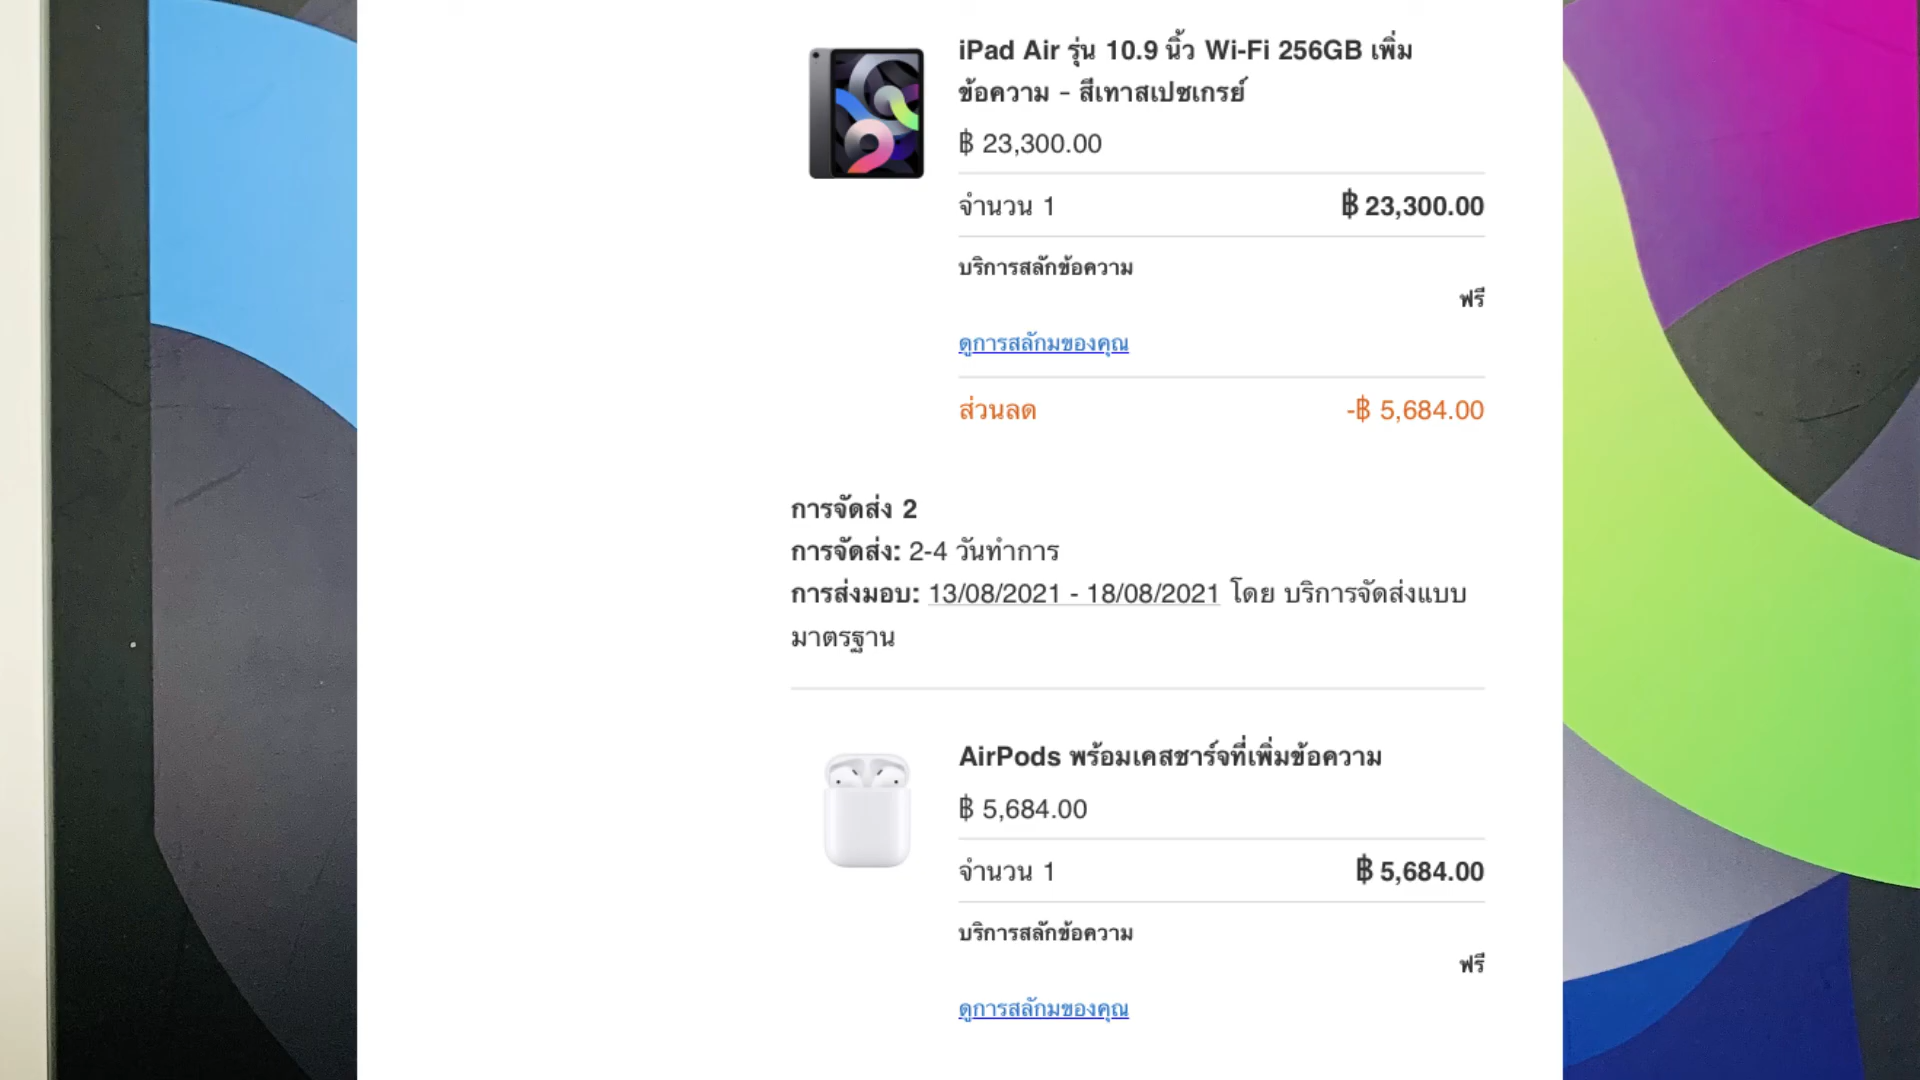 iPad Air รุ่น 10.9 นิ้ว Wi-Fi 256GB เพิ่ม
ข้อความ - สีเทาสเปซเกรย์
฿ 23,300.00
จำนวน 1 ฿ 23,300.00
บริการสลักข้อความ
ฟรี
ดูการสลักมของคุณ
ส่วนลด -฿ 5,684.00
การจัดส่ง 2
การจัดส่ง: 2-4 วันทำการ
การส่งมอบ: 13/08/2021 - 18/08/2021 โดย บริการจัดส่งแบบ
มาตรฐาน
AirPods พร้อมเคสชาร์จที่เพิ่มข้อความ
฿ 5,684.00
จำนวน 1 ฿ 5,684.00
บริการสลักข้อความ
ฟรี
ดูการสลักมของคุณ